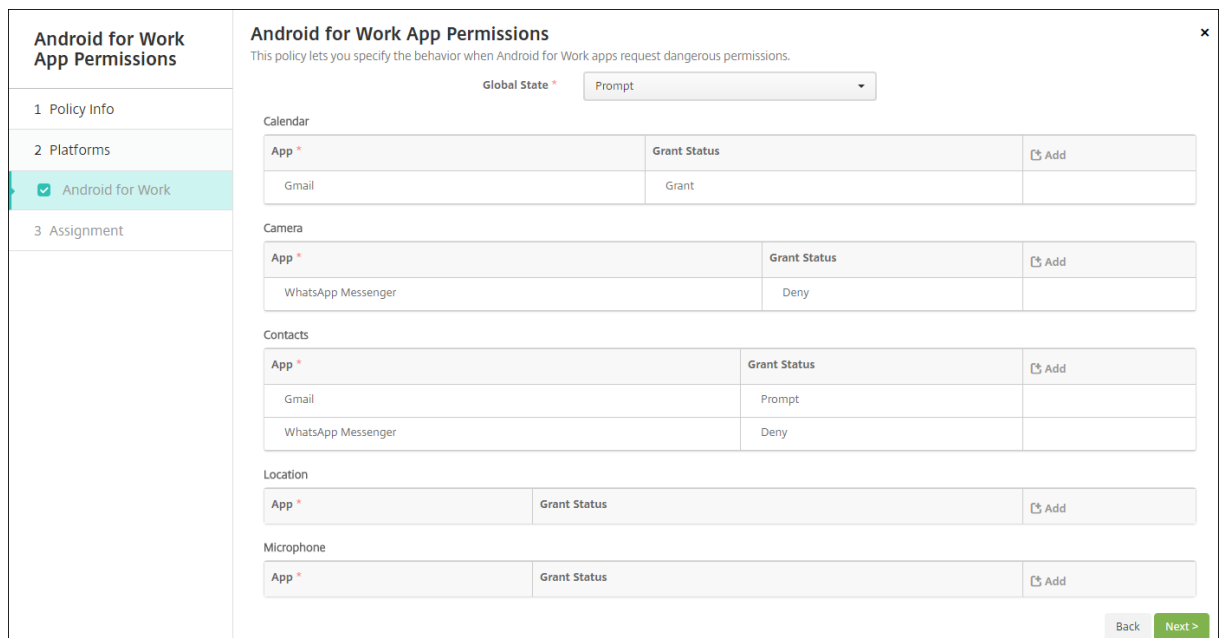 Android for Work
App Permissions
1 Policy Info
2 Platforms
Android for Work
3 Assignment
Android for Work App Permissions
This policy lets you specify the behavior when Android for Work apps request dangerous permissions.
Global State * Prompt
Calendar
App * Grant Status Add
Gmail Grant
Camera
App * Grant Status Add
WhatsApp Messenger Deny
Contacts
App * Grant Status Add
Gmail Prompt
WhatsApp Messenger Deny
Location
App * Grant Status Add
Microphone
App * Grant Status Add
Back Next >